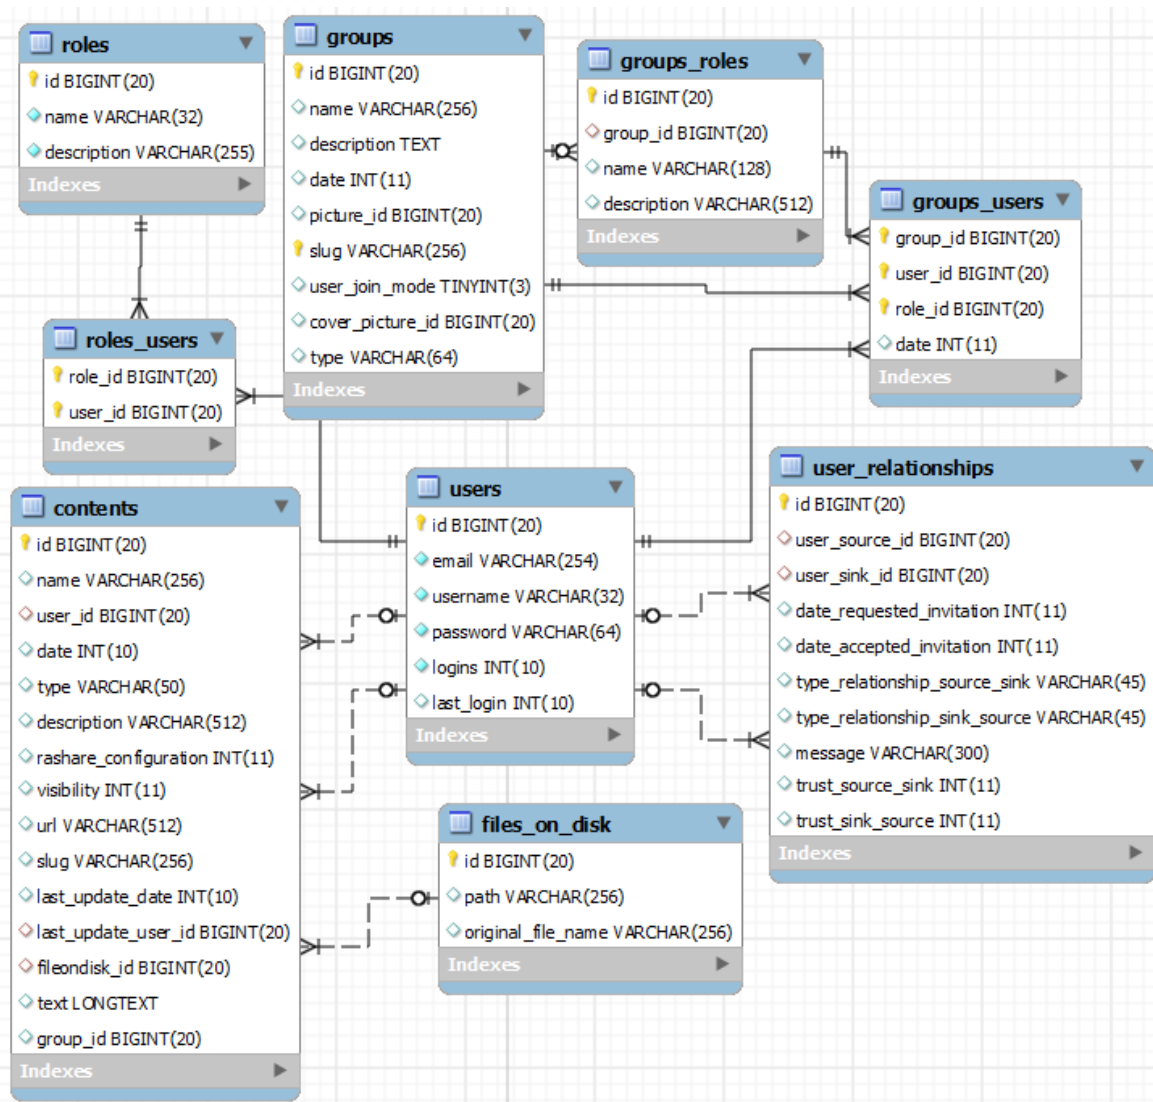 roles
id BIGINT(20)
name VARCHAR(32)
description VARCHAR(255)
Indexes
groups
id BIGINT(20)
name VARCHAR(256)
description TEXT
date INT(11)
picture_id BIGINT(20)
slug VARCHAR(256)
user_join_mode TINYINT(3)
cover_picture_id BIGINT(20)
type VARCHAR(64)
Indexes
groups_roles
id BIGINT(20)
group_id BIGINT(20)
name VARCHAR(128)
description VARCHAR(512)
Indexes
groups_users
group_id BIGINT(20)
user_id BIGINT(20)
role_id BIGINT(20)
date INT(11)
Indexes
roles_users
role_id BIGINT(20)
user_id BIGINT(20)
Indexes
contents
id BIGINT(20)
name VARCHAR(256)
user_id BIGINT(20)
date INT(10)
type VARCHAR(50)
description VARCHAR(512)
rashare_configuration INT(11)
visibility INT(11)
url VARCHAR(512)
slug VARCHAR(256)
last_update_date INT(10)
last_update_user_id BIGINT(20)
fileondisk_id BIGINT(20)
text LONGTEXT
group_id BIGINT(20)
Indexes
users
id BIGINT(20)
email VARCHAR(254)
username VARCHAR(32)
password VARCHAR(64)
logins INT(10)
last_login INT(10)
Indexes
user_relationships
id BIGINT(20)
user_source_id BIGINT(20)
user_sink_id BIGINT(20)
date_requested_invitation INT(11)
date_accepted_invitation INT(11)
type_relationship_source_sink VARCHAR(45)
type_relationship_sink_source VARCHAR(45)
message VARCHAR(300)
trust_source_sink INT(11)
trust_sink_source INT(11)
Indexes
files_on_disk
id BIGINT(20)
path VARCHAR(256)
original_file_name VARCHAR(256)
Indexes